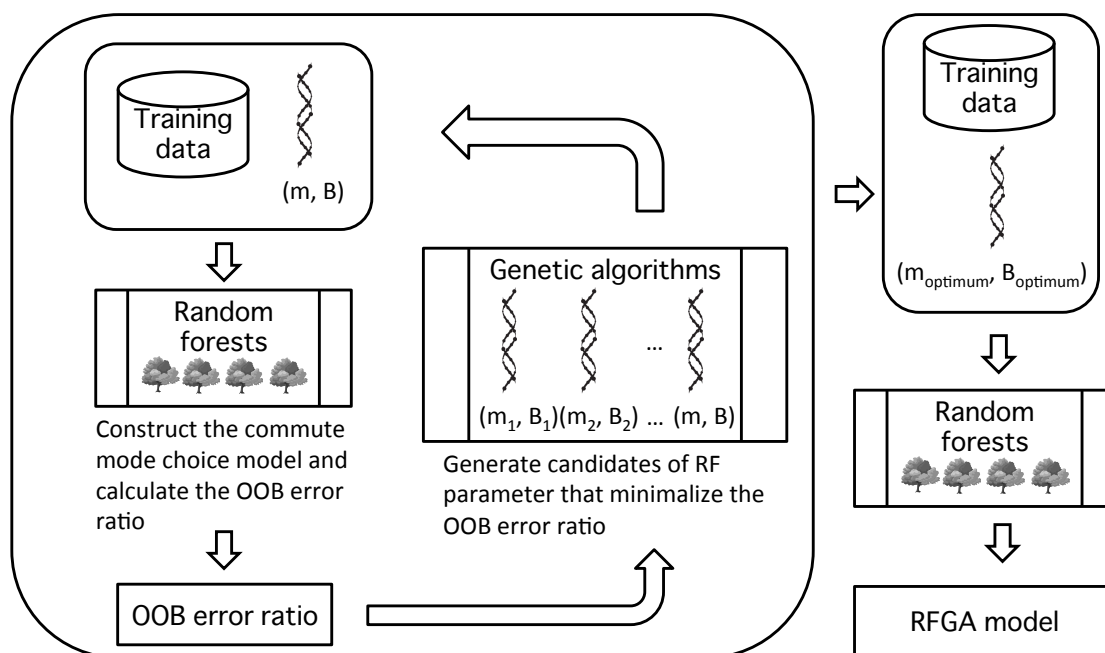 Training
data
(m, B)
Random
forests
Construct the commute
mode choice model and
calculate the OOB error
ratio
OOB error ratio
Genetic algorithms
...
(m₁, B₁)(m₂, B₂) ... (m, B)
Generate candidates of RF
parameter that minimalize the
OOB error ratio
Training
data
(m_optimum, B_optimum)
Random
forests
RFGA model